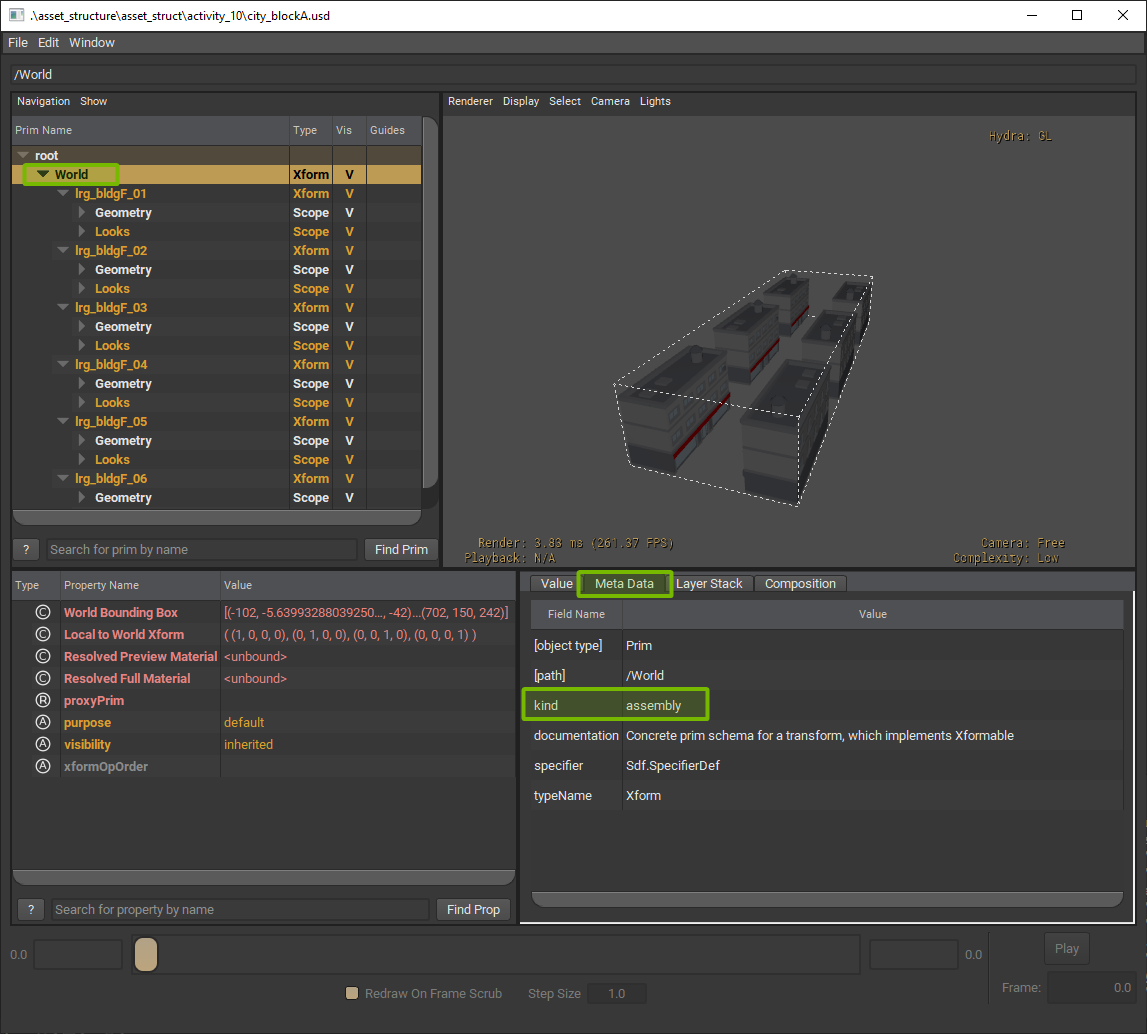 .\asset_structure\asset_struct\activity_10\city_blockA.usd
File Edit Window
/World
Navigation Show
Prim Name Type Vis Guides
root
World Xform V
lrg_bldgF_01 Xform V
Geometry Scope V
Looks Scope V
lrg_bldgF_02 Xform V
Geometry Scope V
Looks Scope V
lrg_bldgF_03 Xform V
Geometry Scope V
Looks Scope V
lrg_bldgF_04 Xform V
Geometry Scope V
Looks Scope V
lrg_bldgF_05 Xform V
Geometry Scope V
Looks Scope V
lrg_bldgF_06 Xform V
Geometry Scope V
? Search for prim by name Find Prim
Renderer Display Select Camera Lights
Hydra: GL
Render: 3.83 ms (261.37 FPS)
Playback: N/A
Camera: Free
Complexity: Low
Type Property Name Value
C World Bounding Box [(-102, -5.63993288039250..., -42)...(702, 150, 242)]
C Local to World Xform ( (1, 0, 0, 0), (0, 1, 0, 0), (0, 0, 1, 0), (0, 0, 0, 1) )
C Resolved Preview Material <unbound>
C Resolved Full Material <unbound>
R proxyPrim
A purpose default
A visibility inherited
A xformOpOrder
? Search for property by name Find Prop
Value Meta Data Layer Stack Composition
Field Name Value
[object type] Prim
[path] /World
kind assembly
documentation Concrete prim schema for a transform, which implements Xformable
specifier Sdf.SpecifierDef
typeName Xform
0.0 0.0 Play
Redraw On Frame Scrub Step Size 1.0 Frame: 0.0